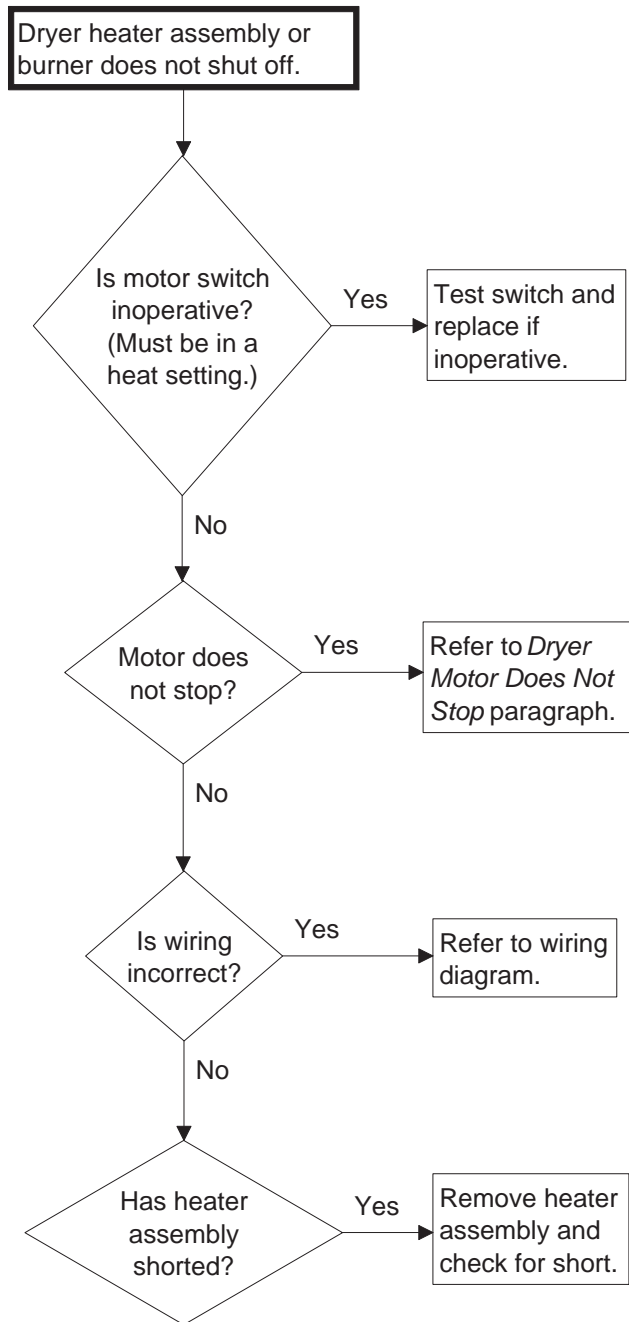 Dryer heater assembly or
burner does not shut off.
Is motor switch
inoperative?
(Must be in a
heat setting.)
Yes
Test switch and
replace if
inoperative.
No
Motor does
not stop?
Yes
Refer to Dryer
Motor Does Not
Stop paragraph.
No
Is wiring
incorrect?
Yes
Refer to wiring
diagram.
No
Has heater
assembly
shorted?
Yes
Remove heater
assembly and
check for short.